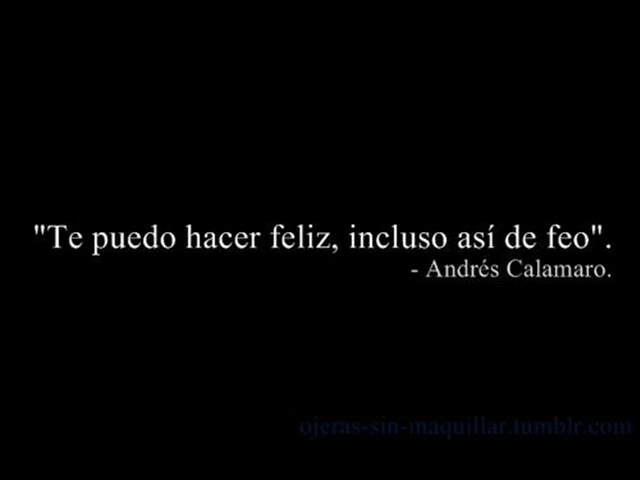 "Te puedo hacer feliz, incluso así de feo".
- Andrés Calamaro.
ojeras-sin-maquillar.tumblr.com